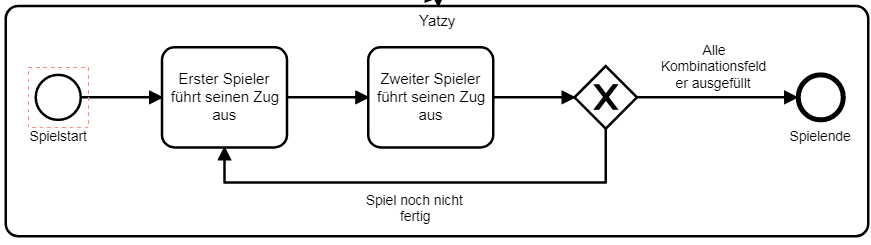 Yatzy
Spielstart
Erster Spieler
führt seinen Zug
aus
Zweiter Spieler
führt seinen Zug
aus
X
Alle
Kombinationsfeld
er ausgefüllt
Spielende
Spiel noch nicht
fertig